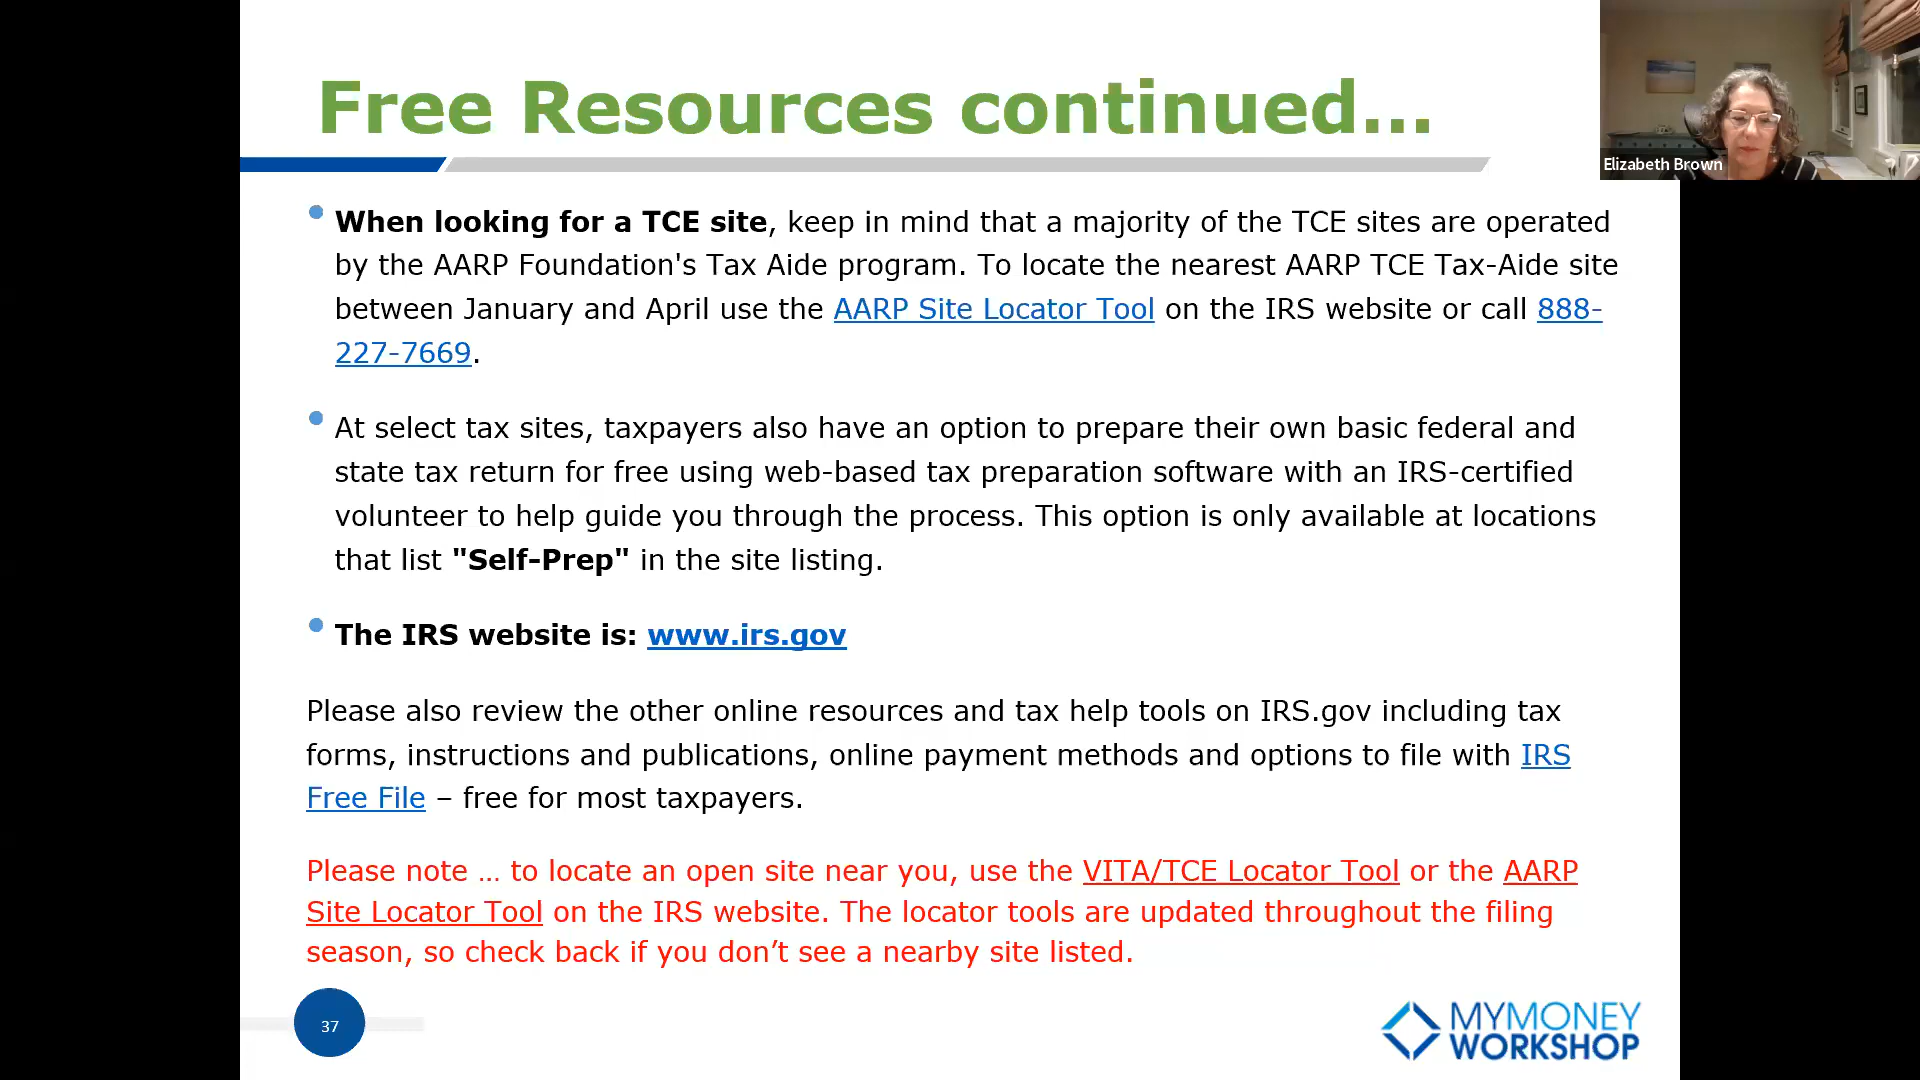 Free Resources continued...
Elizabeth Brown
When looking for a TCE site, keep in mind that a majority of the TCE sites are operated
by the AARP Foundation's Tax Aide program. To locate the nearest AARP TCE Tax-Aide site
between January and April use the AARP Site Locator Tool on the IRS website or call 888-
227-7669.
At select tax sites, taxpayers also have an option to prepare their own basic federal and
state tax return for free using web-based tax preparation software with an IRS-certified
volunteer to help guide you through the process. This option is only available at locations
that list "Self-Prep" in the site listing.
The IRS website is: www.irs.gov
Please also review the other online resources and tax help tools on IRS.gov including tax
forms, instructions and publications, online payment methods and options to file with IRS
Free File – free for most taxpayers.
Please note … to locate an open site near you, use the VITA/TCE Locator Tool or the AARP
Site Locator Tool on the IRS website. The locator tools are updated throughout the filing
season, so check back if you don’t see a nearby site listed.
37
MYMONEY
WORKSHOP